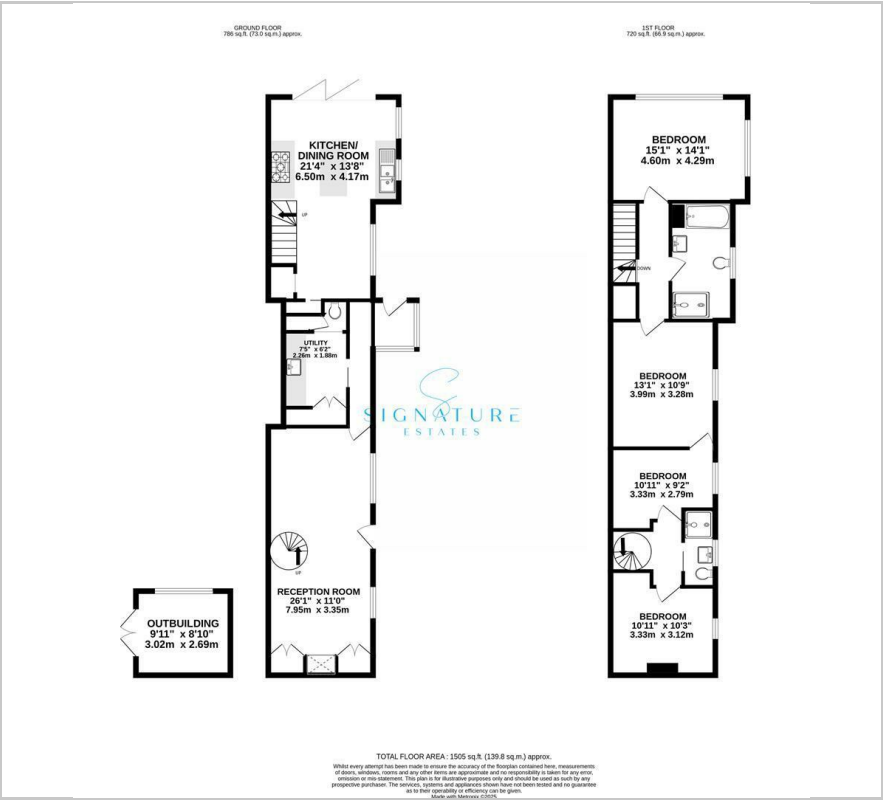 GROUND FLOOR
786 sq.ft. (73.0 sq.m.) approx.
1ST FLOOR
720 sq.ft. (66.9 sq.m.) approx.
KITCHEN/
DINING ROOM
21'4" x 13'8"
6.50m x 4.17m
UP
UTILITY
7'5" x 6'2"
2.26m x 1.88m
UP
RECEPTION ROOM
26'1" x 11'0"
7.95m x 3.35m
OUTBUILDING
9'11" x 8'10"
3.02m x 2.69m
BEDROOM
15'1" x 14'1"
4.60m x 4.29m
DOWN
BEDROOM
13'1" x 10'9"
3.99m x 3.28m
BEDROOM
10'11" x 9'2"
3.33m x 2.79m
BEDROOM
10'11" x 10'3"
3.33m x 3.12m
SIGNATURE
ESTATES
TOTAL FLOOR AREA : 1505 sq.ft. (139.8 sq.m.) approx.
Whilst every attempt has been made to ensure the accuracy of the floorplan contained here, measurements
of doors, windows, rooms and any other items are approximate and no responsibility is taken for any error,
omission or mis-statement. This plan is for illustrative purposes only and should be used as such by any
prospective purchaser. The services, systems and appliances shown have not been tested and no guarantee
as to their operability or efficiency can be given.
Made with Metropix ©2025